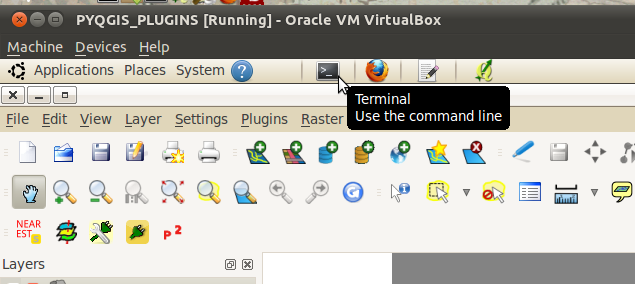 PYQGIS_PLUGINS [Running] - Oracle VM VirtualBox
Machine Devices Help
Applications Places System
Terminal
Use the command line
File Edit View Layer Settings Plugins Raster
NEAR
EST S
p2
Layers